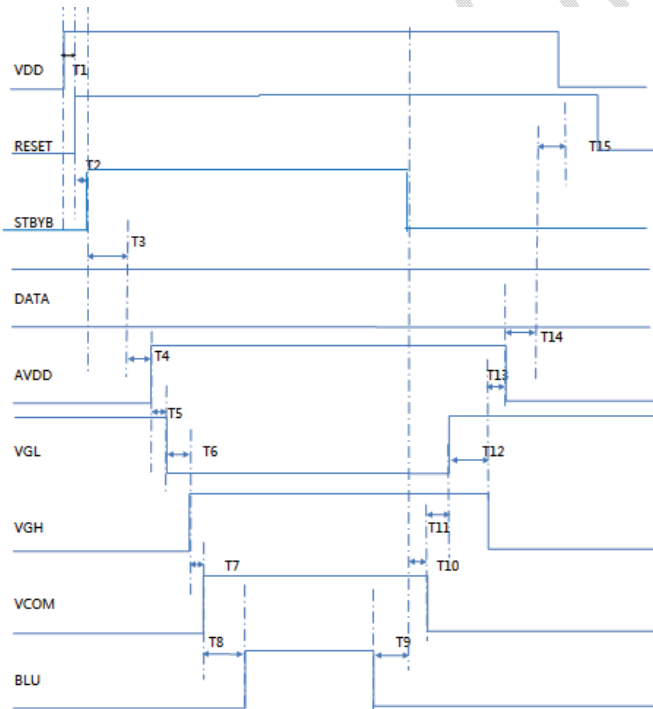 VDD
T1
RESET
T15
T2
STBYB
T3
DATA
T14
T4
AVDD
T13
T5
VGL
T6
T12
VGH
T11
T7
T10
VCOM
T8
T9
BLU